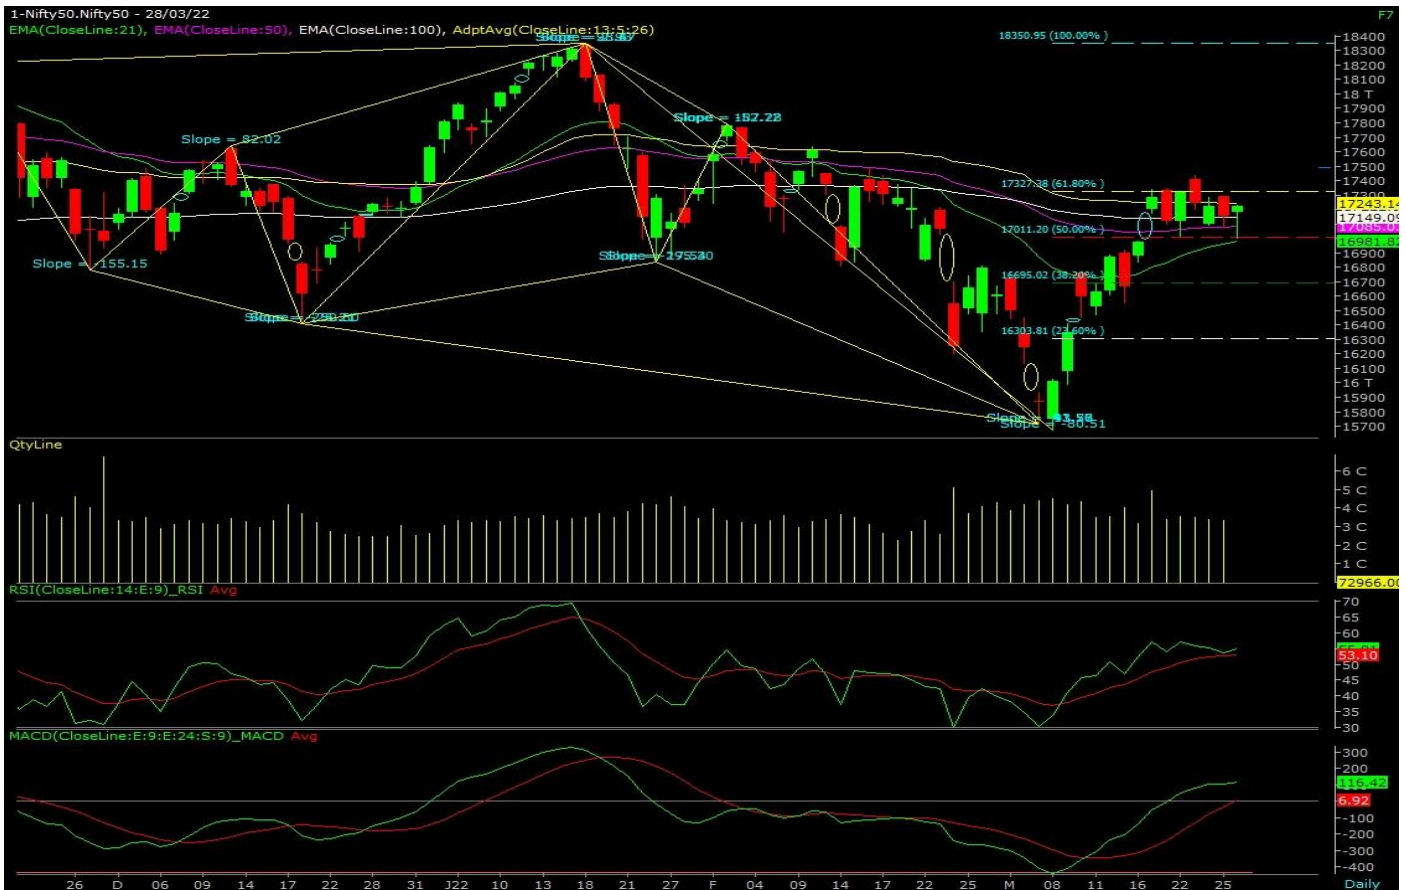 1-Nifty50.Nifty50 - 28/03/22
F7
EMA(CloseLine:21), EMA(CloseLine:50), EMA(CloseLine:100), AdptAvg(CloseLine:13:5:26)
18350.95 (100.00% )
18400
18300
18200
18100
18 T
17900
17800
17700
17600
17500
17400
17300
17243.14
17149.09
17085.03
16981.82
16900
16800
16700
16600
16500
16400
16300
16200
16100
16 T
15900
15800
15700
Slope = 82.02
Slope =
17327.38 (61.80% )
17011.20 (50.00% )
Slope = -155.15
16695.02 (38.20% )
16303.81 (23.60% )
Slope = -80.51
QtyLine
6 C
5 C
4 C
3 C
2 C
1 C
72966.00
RSI(CloseLine:14:E:9)_RSI Avg
70
65
60
53.10
50
45
40
35
30
MACD(CloseLine:E:9:E:24:S:9)_MACD Avg
300
200
116.42
6.92
-100
-200
-300
-400
26 D 06 09 14 17 22 28 31 J22 10 13 18 21 27 F 04 09 14 17 22 25 M 08 11 16 22 25 Daily